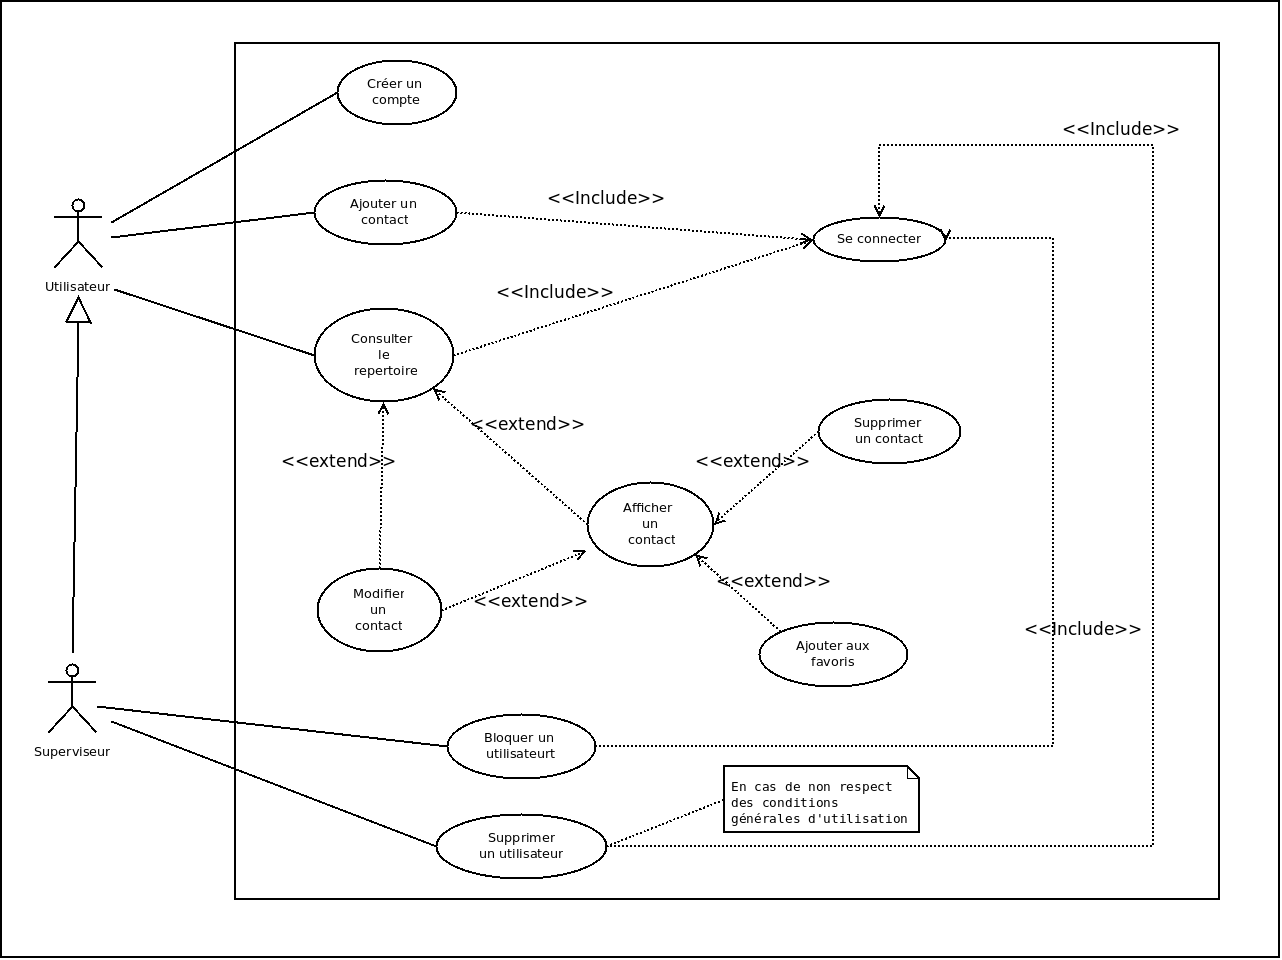 Créer un
compte
<<Include>>
Ajouter un
contact
<<Include>>
Se connecter
Utilisateur
<<Include>>
Consulter
le
repertoire
<<extend>>
Supprimer
un contact
<<extend>>
<<extend>>
Afficher
un
contact
Modifier
un
contact
<<extend>>
<<extend>>
Ajouter aux
favoris
<<Include>>
Superviseur
Bloquer un
utilisateurt
En cas de non respect
des conditions
générales d'utilisation
Supprimer
un utilisateur